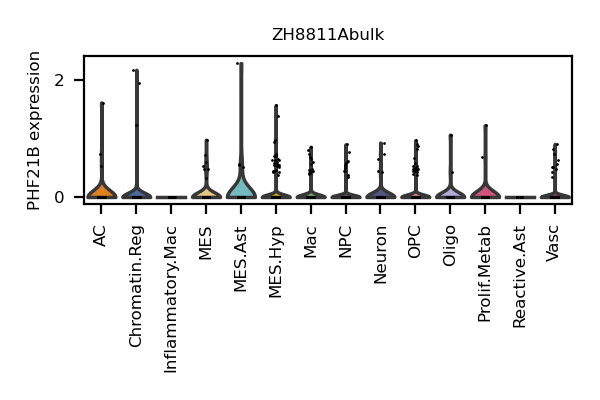 ZH8811Abulk
PHF21B expression
2
0
AC
Chromatin.Reg
Inflammatory.Mac
MES
MES.Ast
MES.Hyp
Mac
NPC
Neuron
OPC
Oligo
Prolif.Metab
Reactive.Ast
Vasc